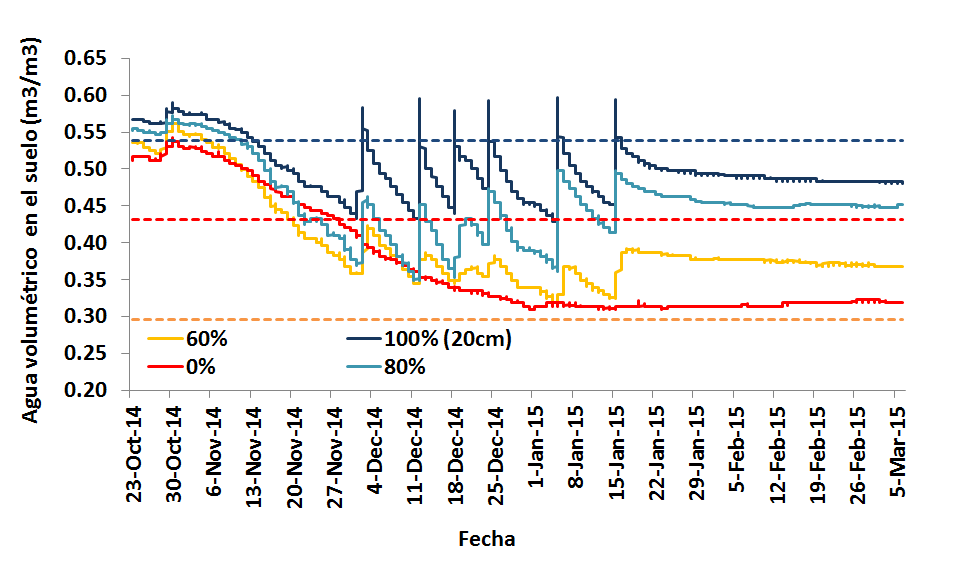 Agua volumétrico en el suelo (m3/m3)
0.65
0.60
0.55
0.50
0.45
0.40
0.35
0.30
0.25
0.20
60%
100% (20cm)
0%
80%
23-Oct-14
30-Oct-14
6-Nov-14
13-Nov-14
20-Nov-14
27-Nov-14
4-Dec-14
11-Dec-14
18-Dec-14
25-Dec-14
1-Jan-15
8-Jan-15
15-Jan-15
22-Jan-15
29-Jan-15
5-Feb-15
12-Feb-15
19-Feb-15
26-Feb-15
5-Mar-15
Fecha